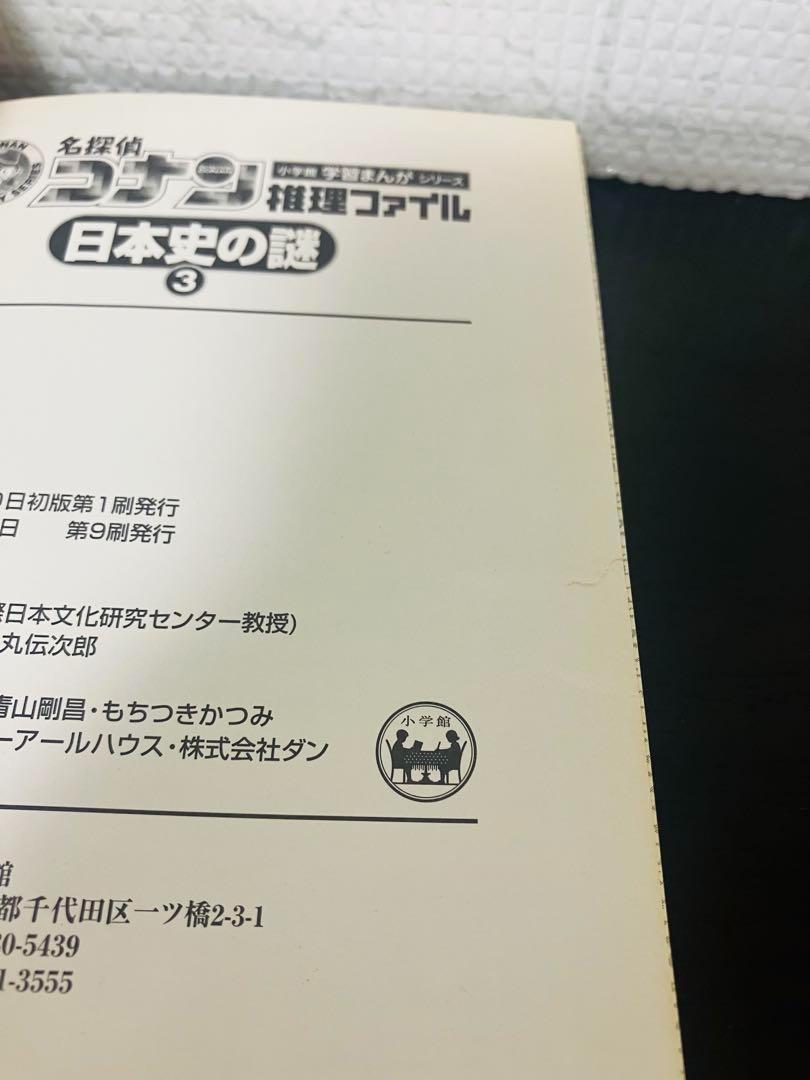 名探偵
コナン
小学館 学習まんが シリーズ
推理ファイル
日本史の謎
3
日初版第1刷発行
日 第9刷発行
日本文化研究センター教授)
丸伝次郎
青山剛昌・もちつきかつみ
ーアールハウス・株式会社ダン
小学館
館
都千代田区一ツ橋2-3-1
0-5439
1-3555